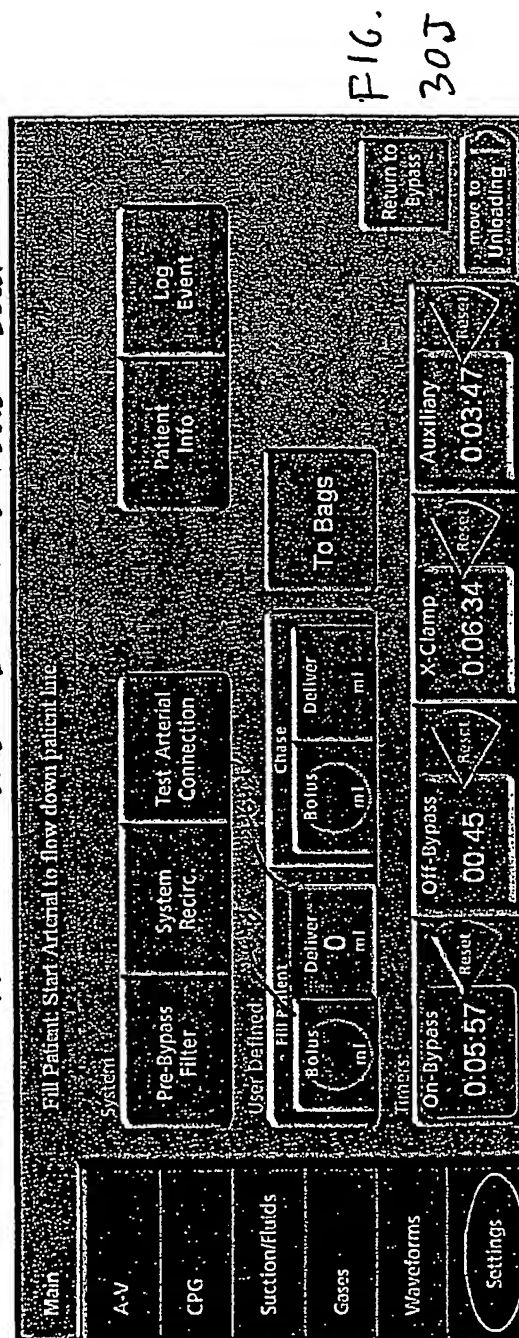 Main
A-V
CPG
Suction/Fluids
Gases
Waveforms
Settings
Fill Patient: Start Arterial to flow down patient line.
System
Pre-Bypass Filter
System Recirc.
Test Arterial Connection
Patient Info
Log Event
User Defined
Fill Patient
Bolus ml
Deliver 0 ml
Chase
Bolus ml
Deliver ml
To Bags
Timers
On-Bypass
0:05:57
Reset
Off-Bypass
00:45
Reset
X-Clamp
0:06:34
Reset
Auxiliary
0:03:47
Reset
Return to Bypass
move to Unloading
FIG.
30J